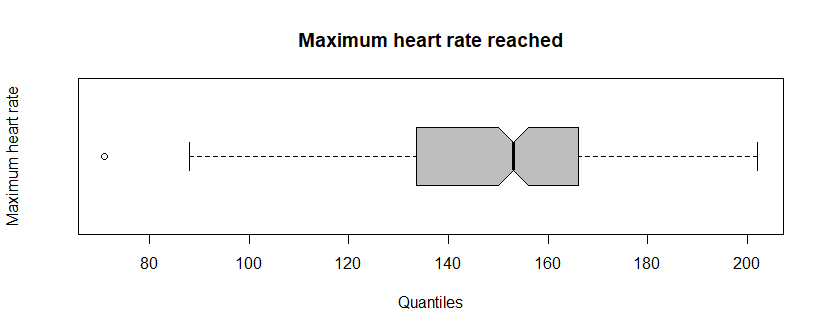 Maximum heart rate reached
Maximum heart rate
80 100 120 140 160 180 200
Quantiles